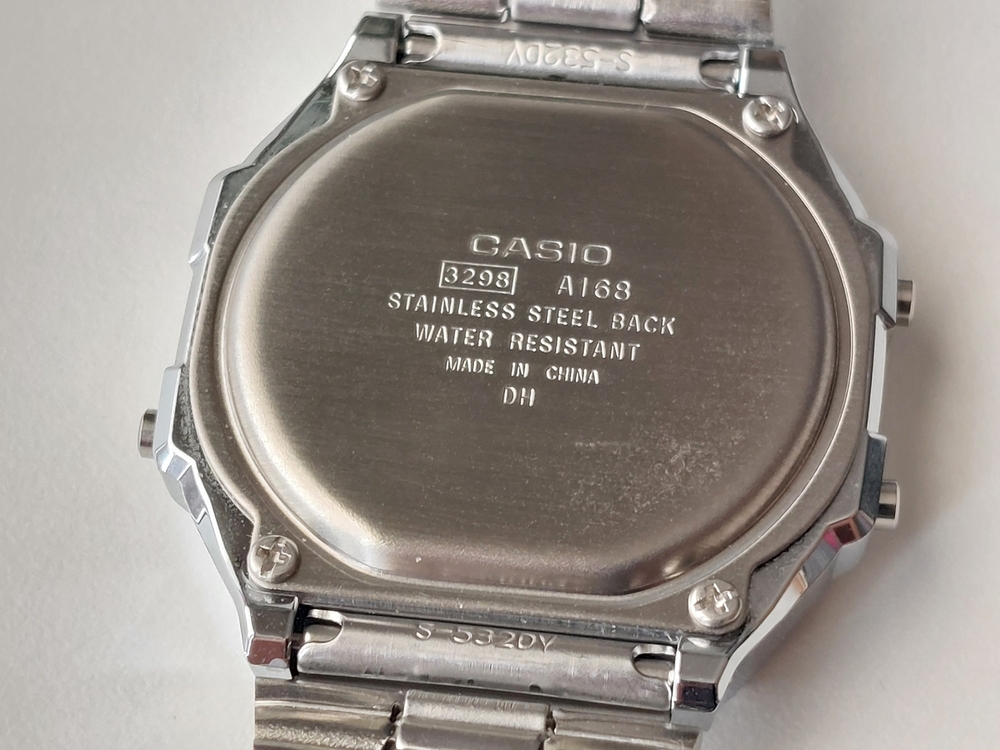 S-532DY
CASIO
3298 A168
STAINLESS STEEL BACK
WATER RESISTANT
MADE IN CHINA
DH
S-532DY